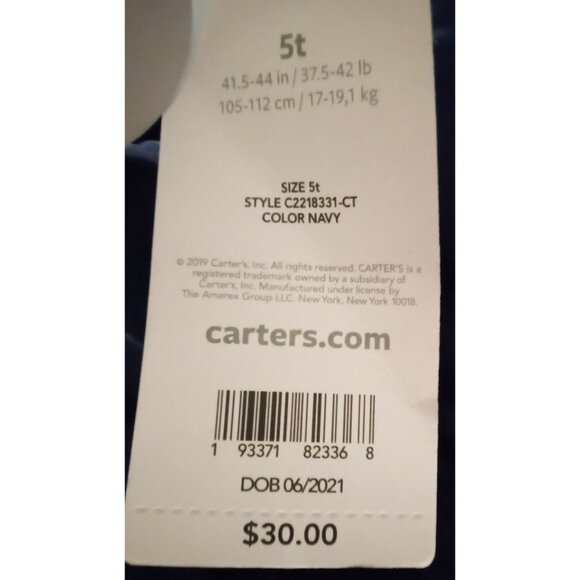 5t
41.5-44 in / 37.5-42 lb
105-112 cm / 17-19,1 kg
SIZE 5t
STYLE C2218331-CT
COLOR NAVY
© 2019 Carter's, Inc. All rights reserved. CARTER'S is a
registered trademark owned by a subsidiary of
Carter's, Inc. Manufactured under license by
The Amerex Group LLC. New York, New York 10018.
carters.com
1 93371 82336 8
DOB 06/2021
$30.00